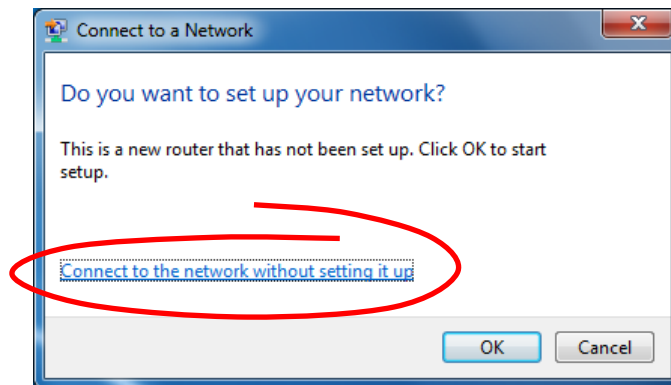 Connect to a Network
Do you want to set up your network?
This is a new router that has not been set up. Click OK to start
setup.
Connect to the network without setting it up
OK
Cancel